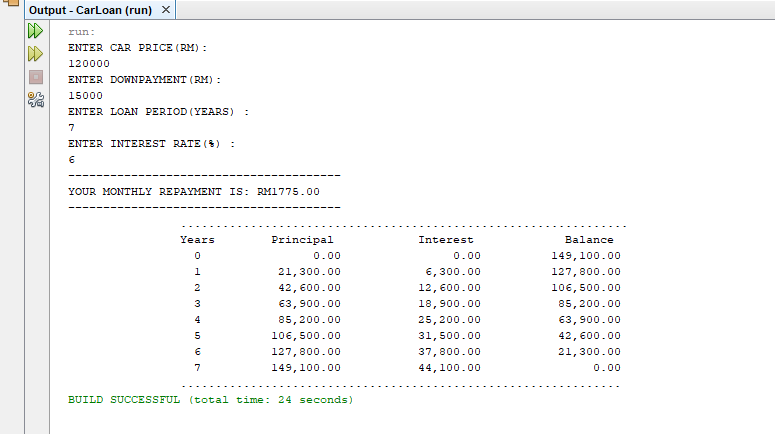 Output - CarLoan (run) ×
run:
ENTER CAR PRICE(RM):
120000
ENTER DOWNPAYMENT(RM):
15000
ENTER LOAN PERIOD(YEARS) :
7
ENTER INTEREST RATE(%) :
6
---------------------------------------
YOUR MONTHLY REPAYMENT IS: RM1775.00
---------------------------------------
................................................................
Years Principal Interest Balance
0 0.00 0.00 149,100.00
1 21,300.00 6,300.00 127,800.00
2 42,600.00 12,600.00 106,500.00
3 63,900.00 18,900.00 85,200.00
4 85,200.00 25,200.00 63,900.00
5 106,500.00 31,500.00 42,600.00
6 127,800.00 37,800.00 21,300.00
7 149,100.00 44,100.00 0.00
...............................................................
BUILD SUCCESSFUL (total time: 24 seconds)